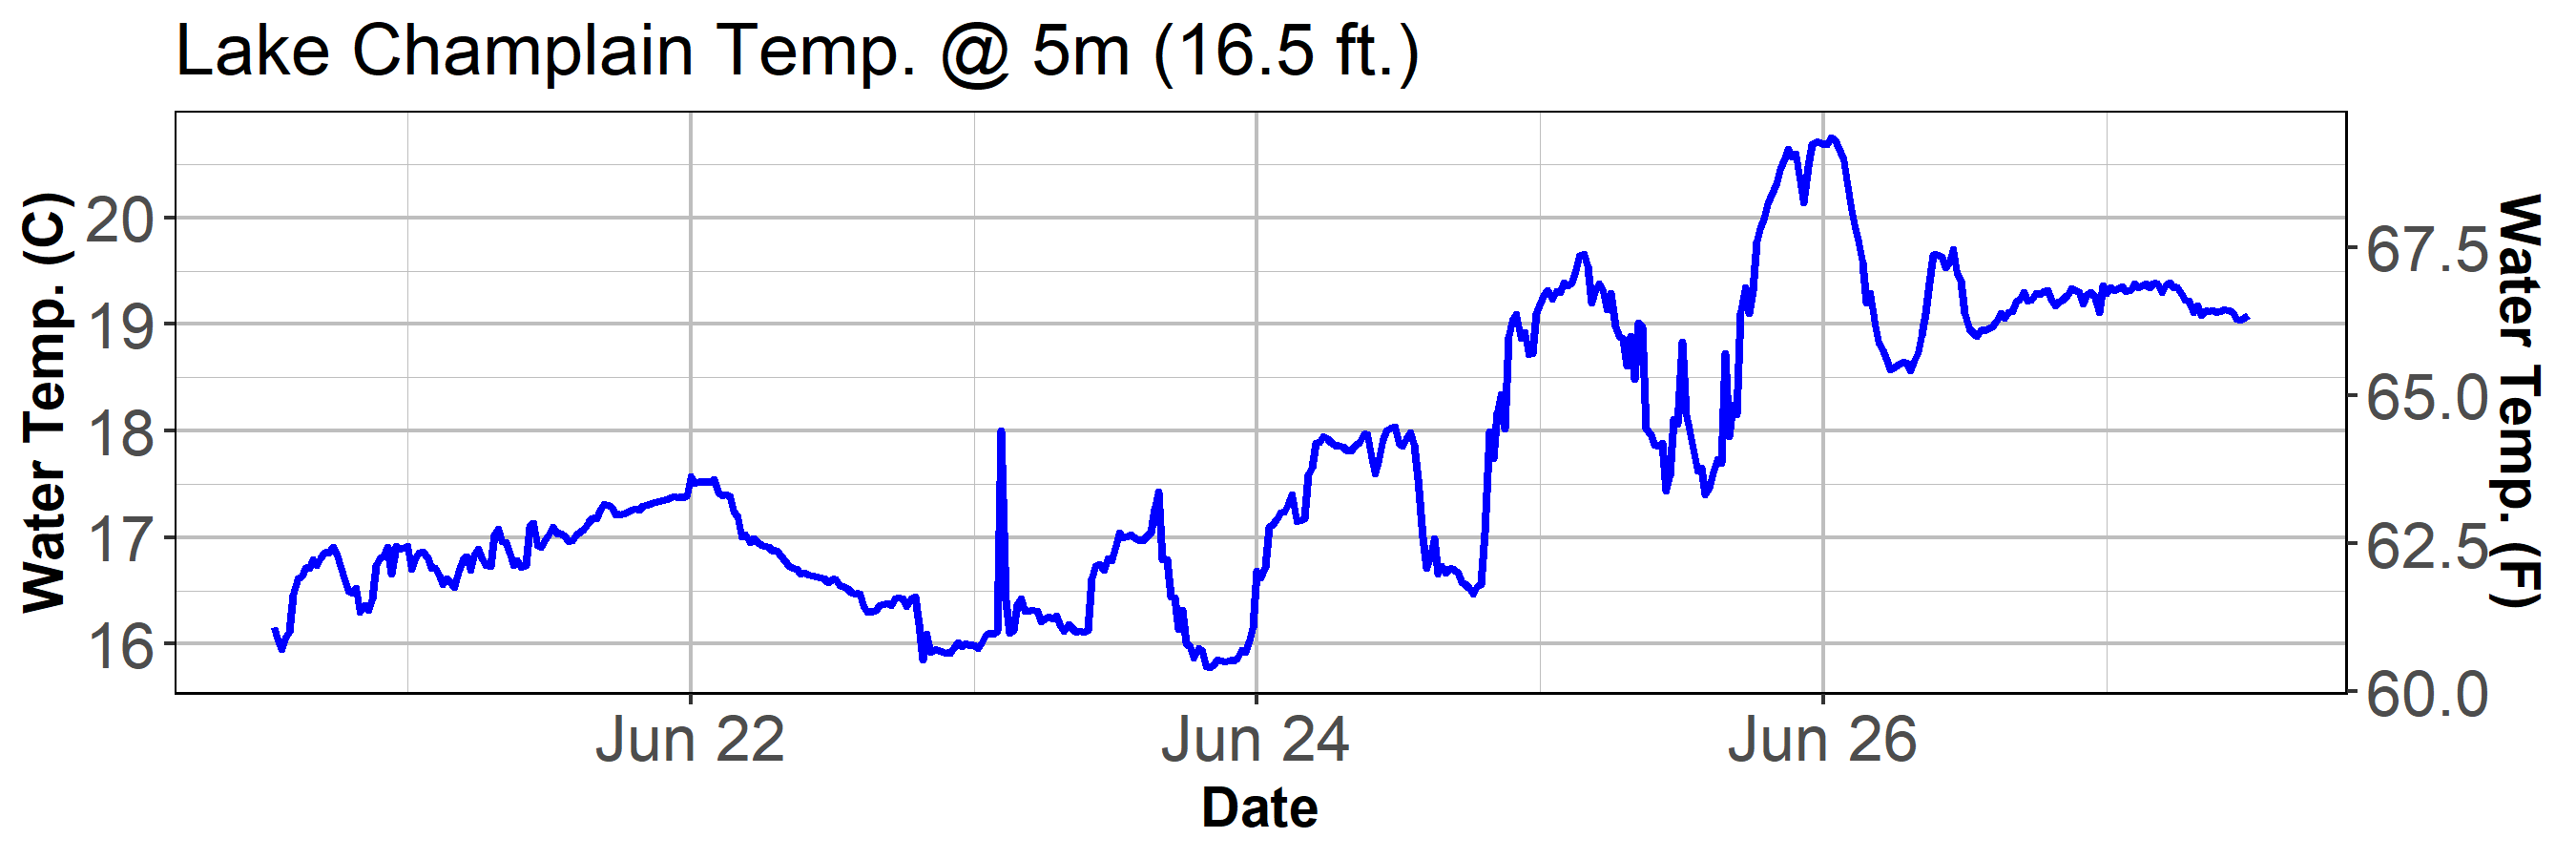 Lake Champlain Temp. @ 5m (16.5 ft.)
Water Temp. (C)
20
19
18
17
16
67.5
65.0
62.5
60.0
Water Temp. (F)
Jun 22
Jun 24
Jun 26
Date